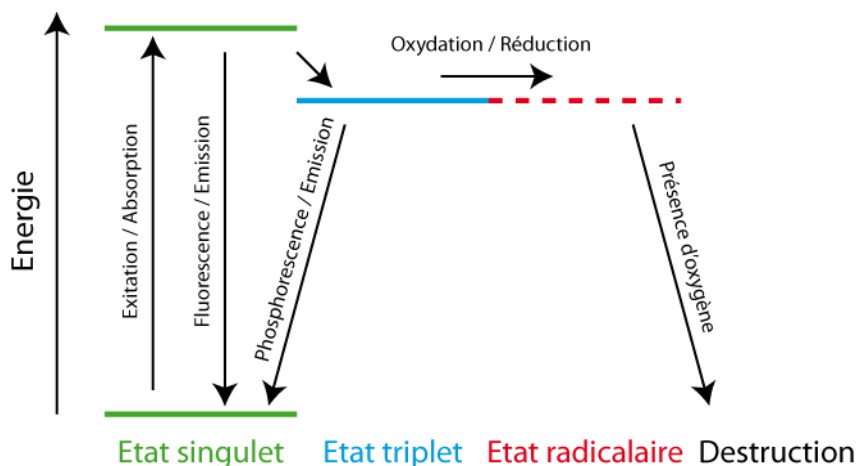 Oxydation / Réduction
Energie
Exitation / Absorption
Fluorescence / Emission
Phosphorescence / Emission
Présence d'oxygène
Etat singulet
Etat triplet
Etat radicalaire
Destruction